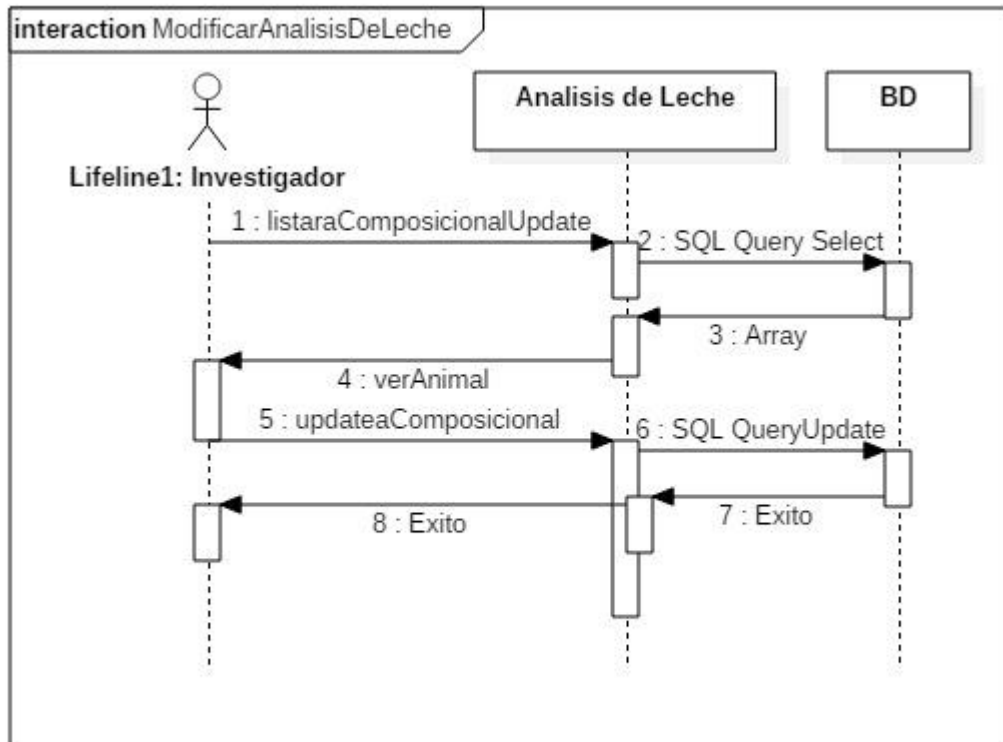 interaction ModificarAnalisisDeLeche
Analisis de Leche
BD
Lifeline1: Investigador
1 : listaraComposicionalUpdate
2 : SQL Query Select
3 : Array
4 : verAnimal
5 : updateaComposicional
6 : SQL QueryUpdate
7 : Exito
8 : Exito